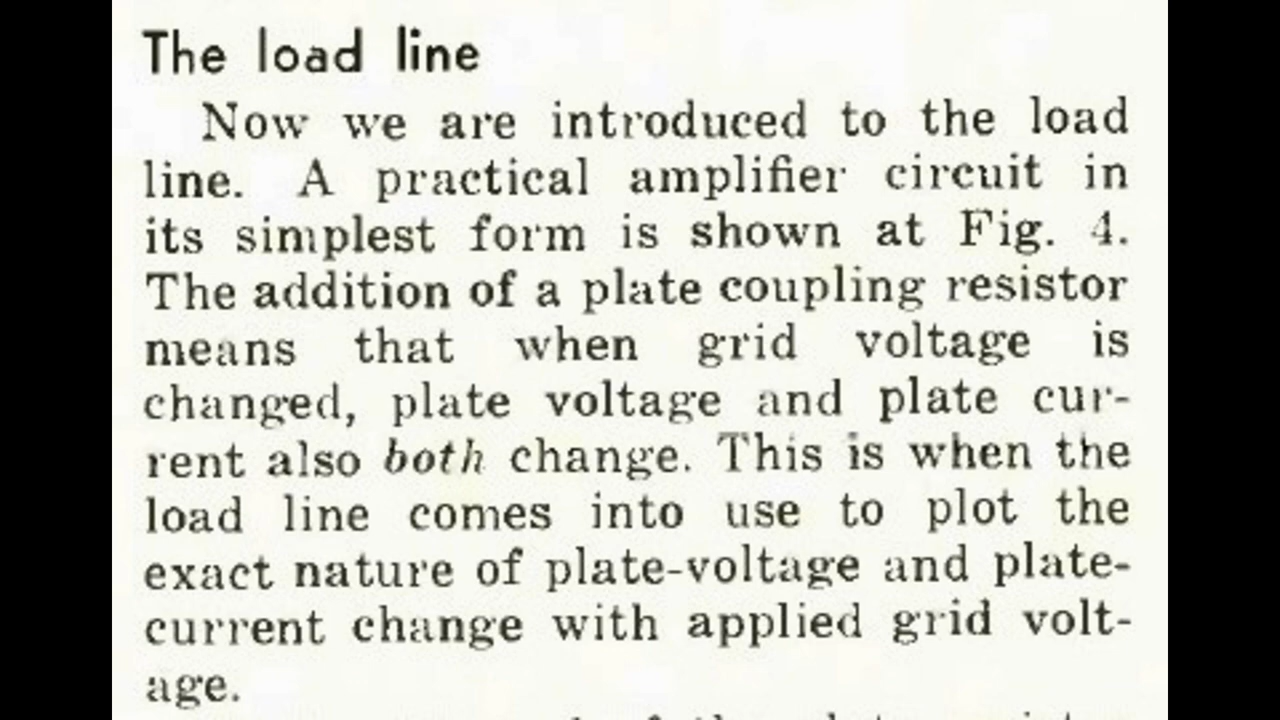 The load line
Now we are introduced to the load
line. A practical amplifier circuit in
its simplest form is shown at Fig. 4.
The addition of a plate coupling resistor
means that when grid voltage is
changed, plate voltage and plate cur-
rent also both change. This is when the
load line comes into use to plot the
exact nature of plate-voltage and plate-
current change with applied grid volt-
age.